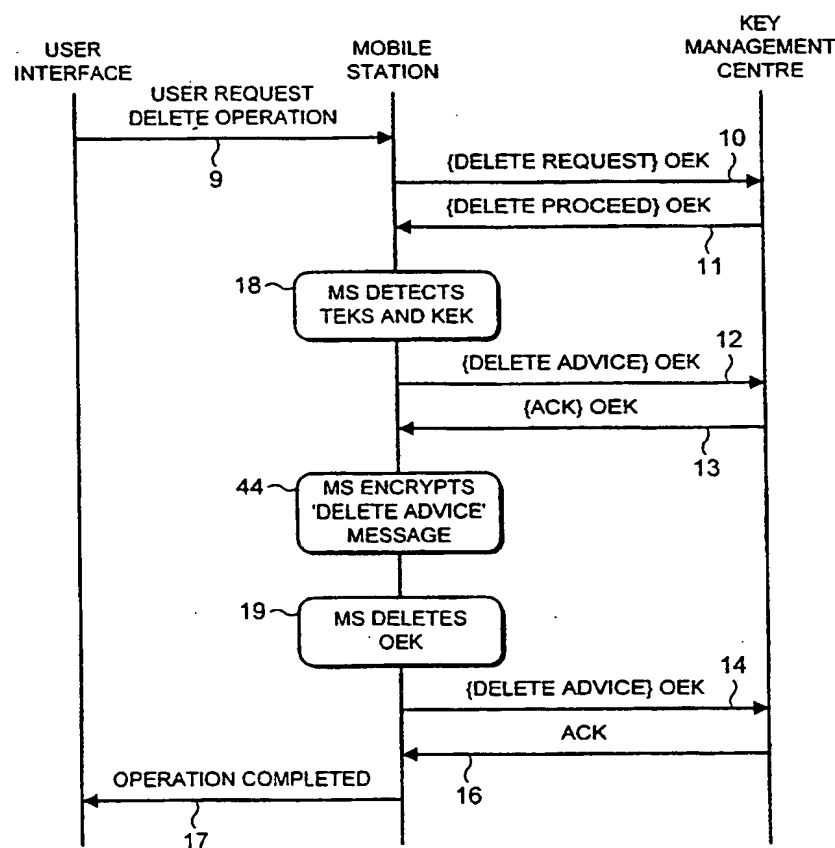 USER
INTERFACE
MOBILE
STATION
KEY
MANAGEMENT
CENTRE
USER REQUEST
DELETE OPERATION
9
{DELETE REQUEST} OEK
10
{DELETE PROCEED} OEK
11
18
MS DETECTS
TEKS AND KEK
12
{DELETE ADVICE} OEK
{ACK} OEK
13
44
MS ENCRYPTS
'DELETE ADVICE'
MESSAGE
19
MS DELETES
OEK
{DELETE ADVICE} OEK
14
ACK
16
OPERATION COMPLETED
17